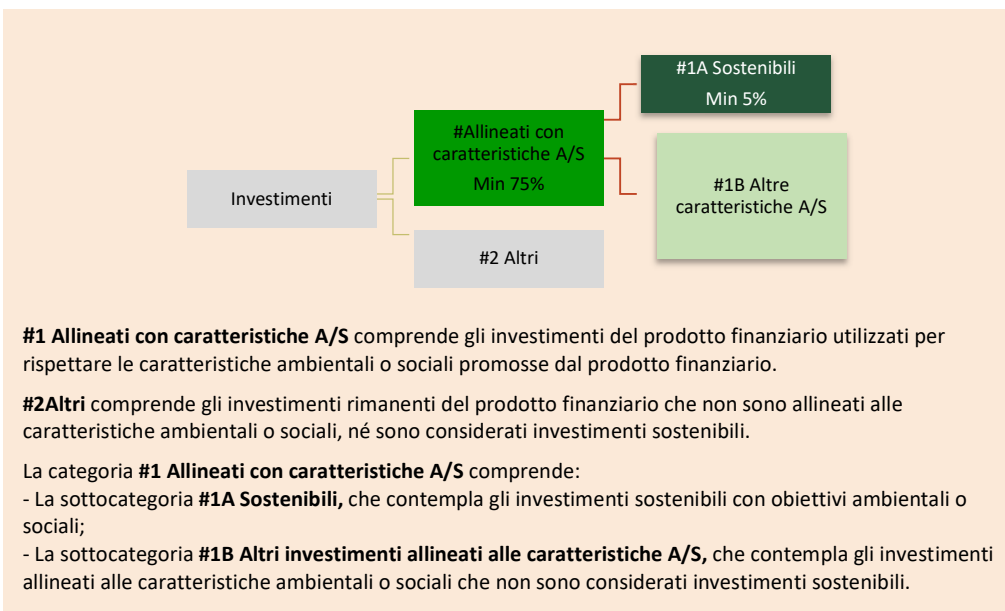 #1A Sostenibili
Min 5%
#Allineati con
caratteristiche A/S
Min 75%
Investimenti
#1B Altre
caratteristiche A/S
#2 Altri
#1 Allineati con caratteristiche A/S comprende gli investimenti del prodotto finanziario utilizzati per
rispettare le caratteristiche ambientali o sociali promosse dal prodotto finanziario.
#2Altri comprende gli investimenti rimanenti del prodotto finanziario che non sono allineati alle
caratteristiche ambientali o sociali, né sono considerati investimenti sostenibili.
La categoria #1 Allineati con caratteristiche A/S comprende:
- La sottocategoria #1A Sostenibili, che contempla gli investimenti sostenibili con obiettivi ambientali o
sociali;
- La sottocategoria #1B Altri investimenti allineati alle caratteristiche A/S, che contempla gli investimenti
allineati alle caratteristiche ambientali o sociali che non sono considerati investimenti sostenibili.